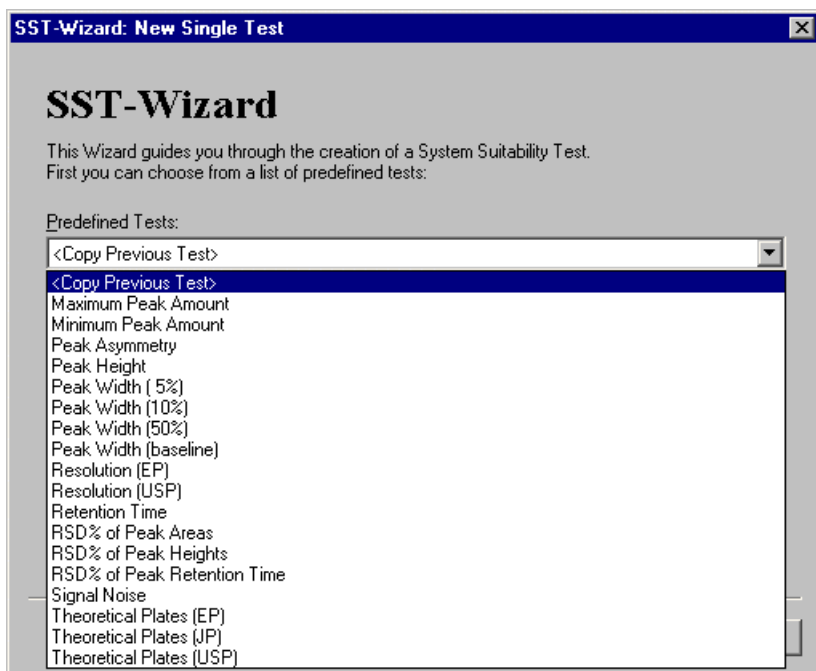 SST-Wizard: New Single Test
SST-Wizard
This Wizard guides you through the creation of a System Suitability Test.
First you can choose from a list of predefined tests:
Predefined Tests:
<Copy Previous Test>
<Copy Previous Test>
Maximum Peak Amount
Minimum Peak Amount
Peak Asymmetry
Peak Height
Peak Width ( 5%)
Peak Width (10%)
Peak Width (50%)
Peak Width (baseline)
Resolution (EP)
Resolution (USP)
Retention Time
RSD% of Peak Areas
RSD% of Peak Heights
RSD% of Peak Retention Time
Signal Noise
Theoretical Plates (EP)
Theoretical Plates (JP)
Theoretical Plates (USP)